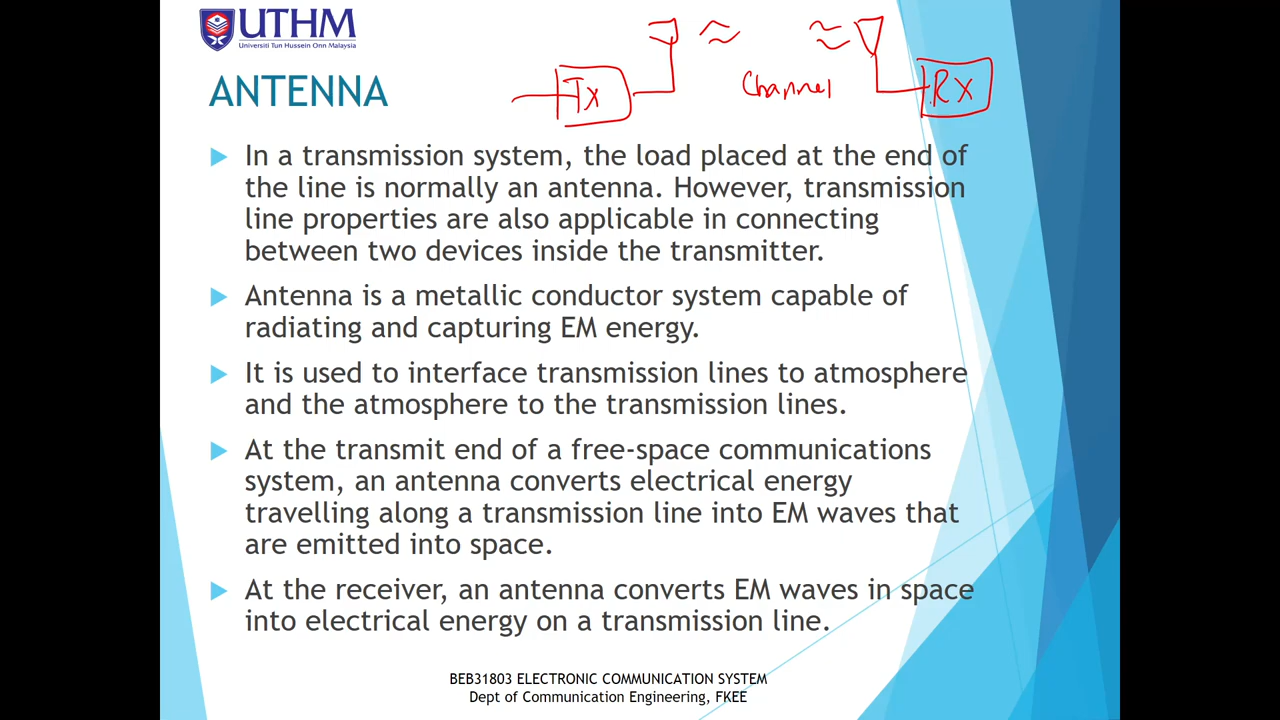 UTHM
Universiti Tun Hussein Onn Malaysia
Tx
Channel
Rx
ANTENNA
In a transmission system, the load placed at the end of
the line is normally an antenna. However, transmission
line properties are also applicable in connecting
between two devices inside the transmitter.
Antenna is a metallic conductor system capable of
radiating and capturing EM energy.
It is used to interface transmission lines to atmosphere
and the atmosphere to the transmission lines.
At the transmit end of a free-space communications
system, an antenna converts electrical energy
travelling along a transmission line into EM waves that
are emitted into space.
At the receiver, an antenna converts EM waves in space
into electrical energy on a transmission line.
BEB31803 ELECTRONIC COMMUNICATION SYSTEM
Dept of Communication Engineering, FKEE